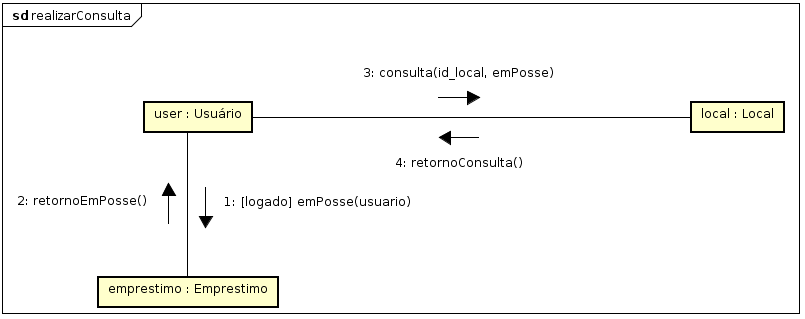 sd realizarConsulta
3: consulta(id_local, emPosse)
user : Usuário
local : Local
4: retornoConsulta()
2: retornoEmPosse()
1: [logado] emPosse(usuario)
emprestimo : Emprestimo